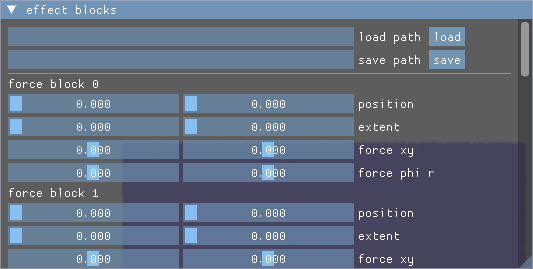 effect blocks
load path load
save path save
force block 0
0.000 0.000 position
0.000 0.000 extent
0.000 0.000 force xy
0.000 0.000 force phi r
force block 1
0.000 0.000 position
0.000 0.000 extent
0.000 0.000 force xy